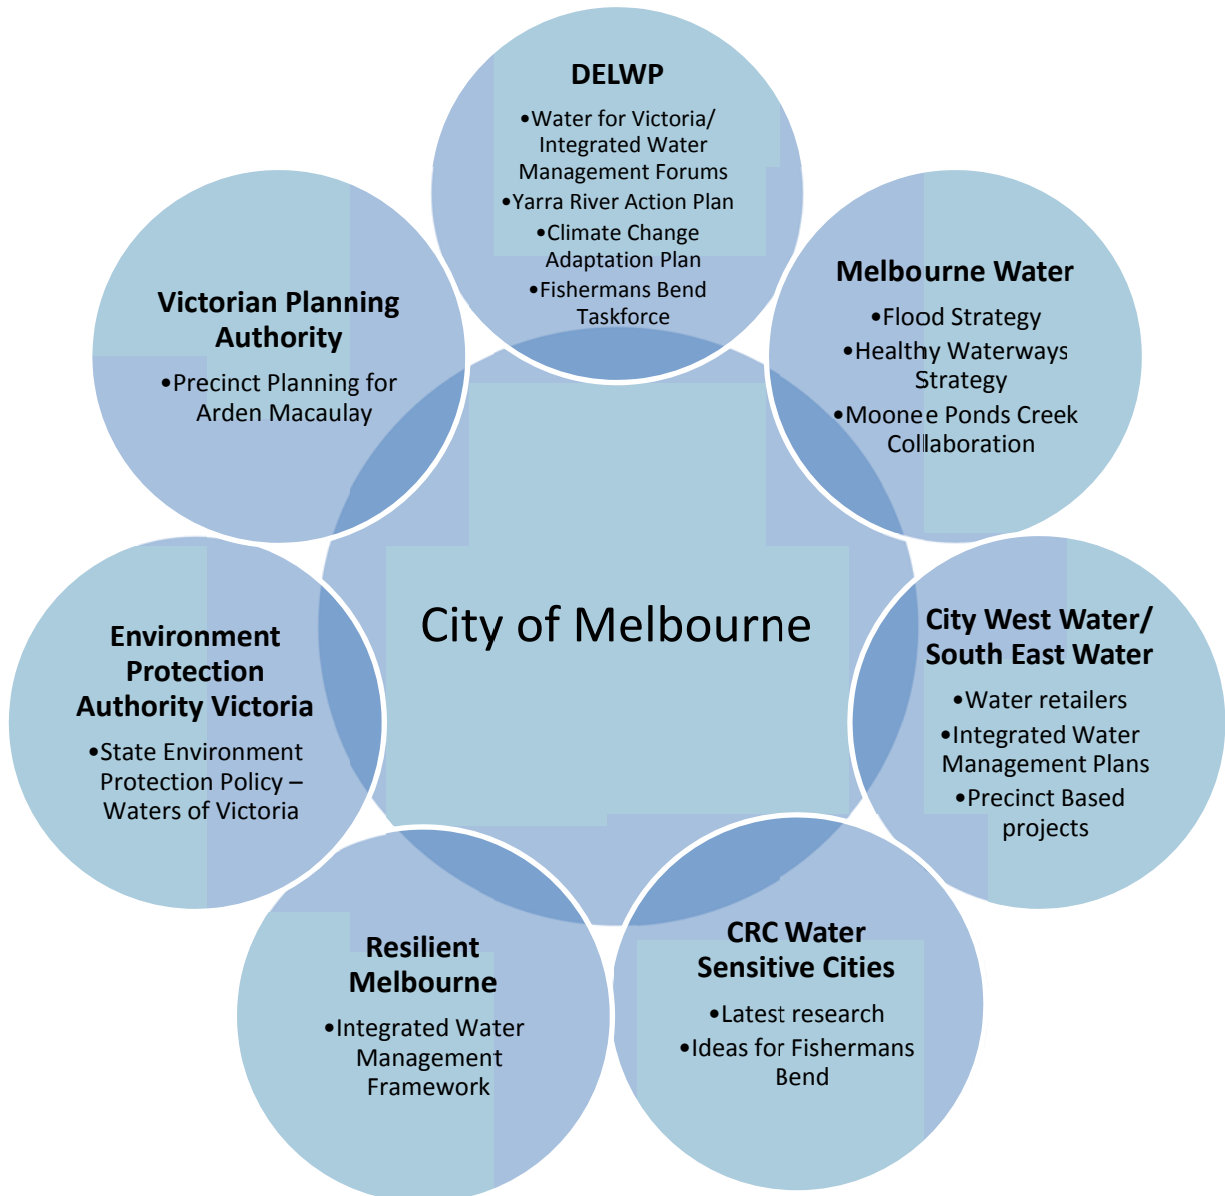 DELWP
•Water for Victoria/
Integrated Water
Management Forums
•Yarra River Action Plan
•Climate Change
Adaptation Plan
•Fishermans Bend
Taskforce
Melbourne Water
•Flood Strategy
•Healthy Waterways
Strategy
•Moonee Ponds Creek
Collaboration
City West Water/
South East Water
•Water retailers
•Integrated Water
Management Plans
•Precinct Based
projects
CRC Water
Sensitive Cities
•Latest research
•Ideas for Fishermans
Bend
Resilient
Melbourne
•Integrated Water
Management
Framework
Environment
Protection
Authority Victoria
•State Environment
Protection Policy –
Waters of Victoria
Victorian Planning
Authority
•Precinct Planning for
Arden Macaulay
City of Melbourne